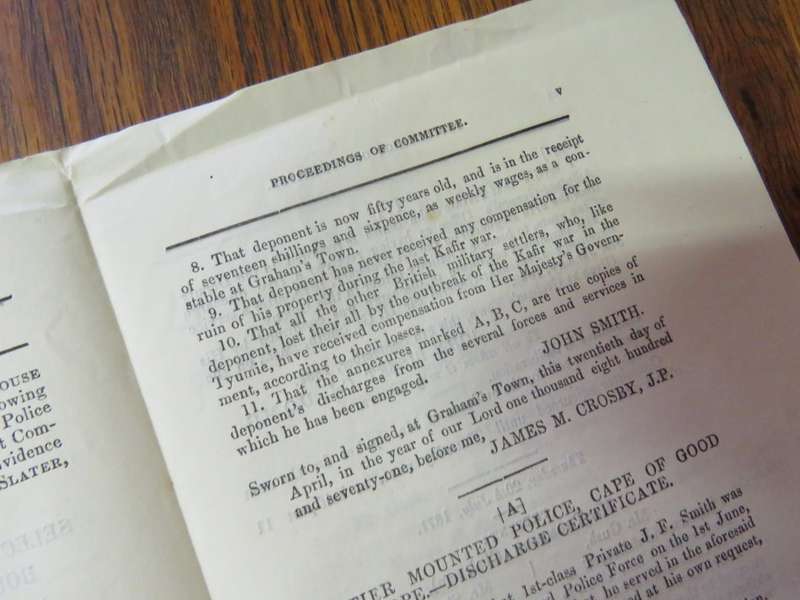 v
PROCEEDINGS OF COMMITTEE.
8. That deponent is now fifty years old, and is in the receipt
of seventeen shillings and sixpence, as weekly wages, as a con-
stable at Graham's Town.
9. That deponent has never received any compensation for the
ruin of his property during the last Kafir war.
10. That all the other British military settlers, who, like
deponent, lost their all by the outbreak of the Kafir war in the
Tyumie, have received compensation from Her Majesty's Govern-
ment, according to their losses.
11. That the annexures marked A, B, C, are true copies of
deponent's discharges from the several forces and services in
which he has been engaged.
JOHN SMITH.
Sworn to, and signed, at Graham's Town, this twentieth day of
April, in the year of our Lord one thousand eight hundred
and seventy-one, before me,
JAMES M. CROSBY, J.P.
[A]
TIER MOUNTED POLICE, CAPE OF GOOD
PE.—DISCHARGE CERTIFICATE.
1st-class Private J. F. Smith was
Police Force on the 1st June,
he served in the aforesaid
at his own request,
OUSE
owing
Police
t Com-
vidence
SLATER,